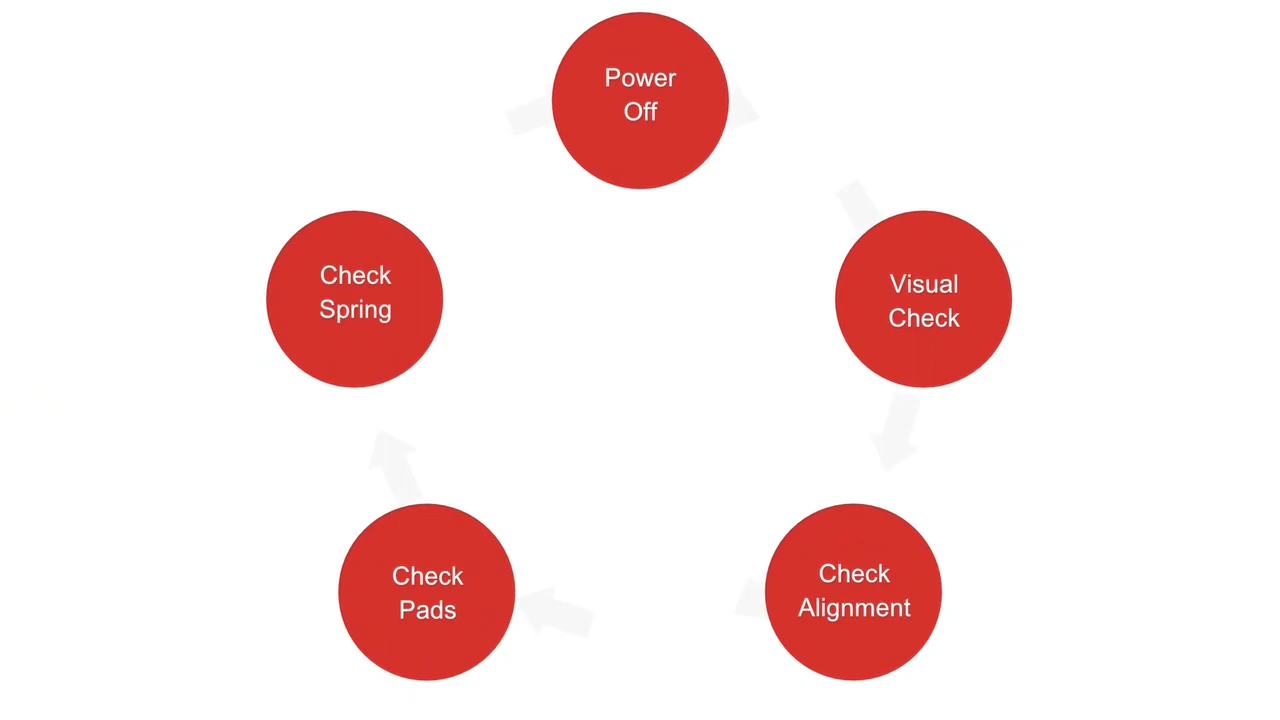 Power
Off
Visual
Check
Check
Alignment
Check
Pads
Check
Spring